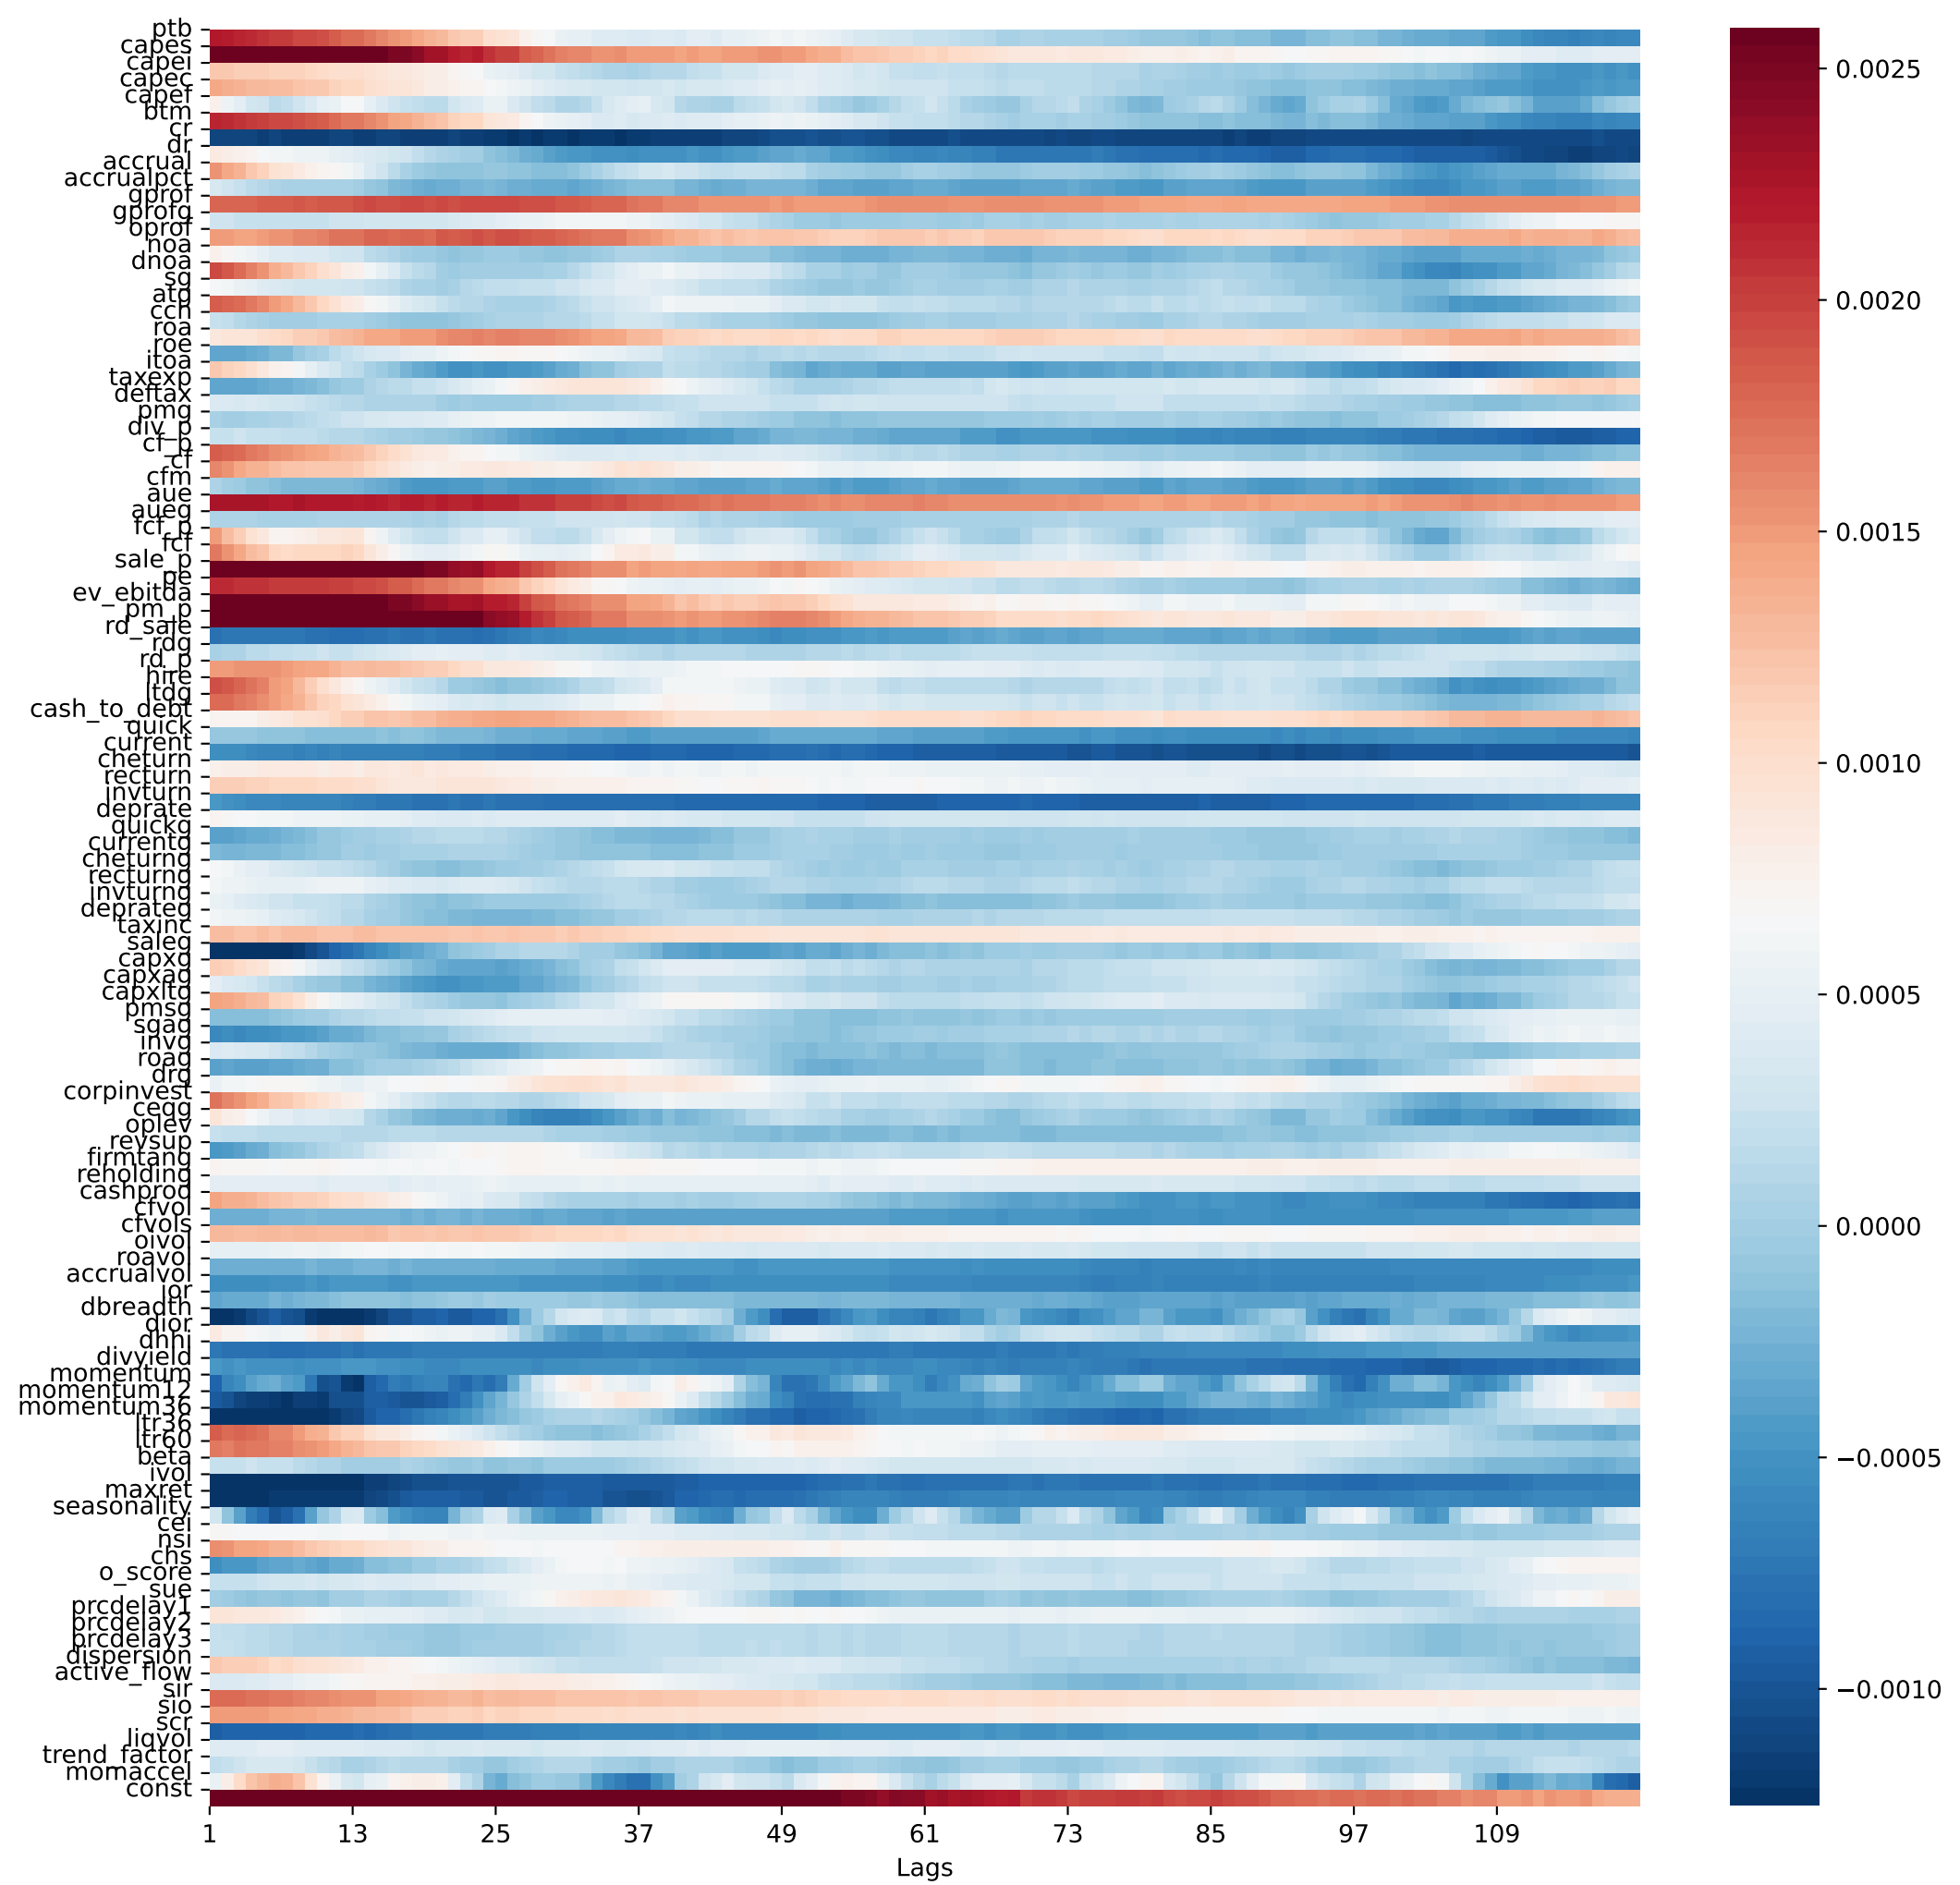 ptb
capes
capei
capec
capef
btm
cr
dr
accrual
accrualpct
gprof
gprofg
oprof
noa
dnoa
sg
atg
ccn
roa
roe
itoa
taxexp
deftax
pmg
div_p
cf_p
cf
cfm
aue
aueg
fcf_p
fcf
sale_p
pe
ev_ebitda
pm_p
rd_sale
rdg
rd_p
hire
ltdg
cash_to_debt
quick
current
cheturn
recturn
invturn
deprate
quickg
currentg
cheturng
recturng
invturng
deprateg
taxinc
saleg
capxg
capxag
capxitg
pmsg
sgag
invg
roag
drg
corpinvest
ceqg
oplev
revsup
firmtang
reholding
cashprod
cfvol
cfvols
oivol
roavol
accrualvol
ior
dbreadth
dior
dhhi
divyield
momentum
momentum12
momentum36
ltr36
ltr60
beta
ivol
maxret
seasonality
cei
nsi
chs
o_score
sue
prcdelay1
prcdelay2
prcdelay3
dispersion
active_flow
sir
sio
scr
liqvol
trend_factor
momaccel
const
1 13 25 37 49 61 73 85 97 109
Lags
0.0025
0.0020
0.0015
0.0010
0.0005
0.0000
−0.0005
−0.0010